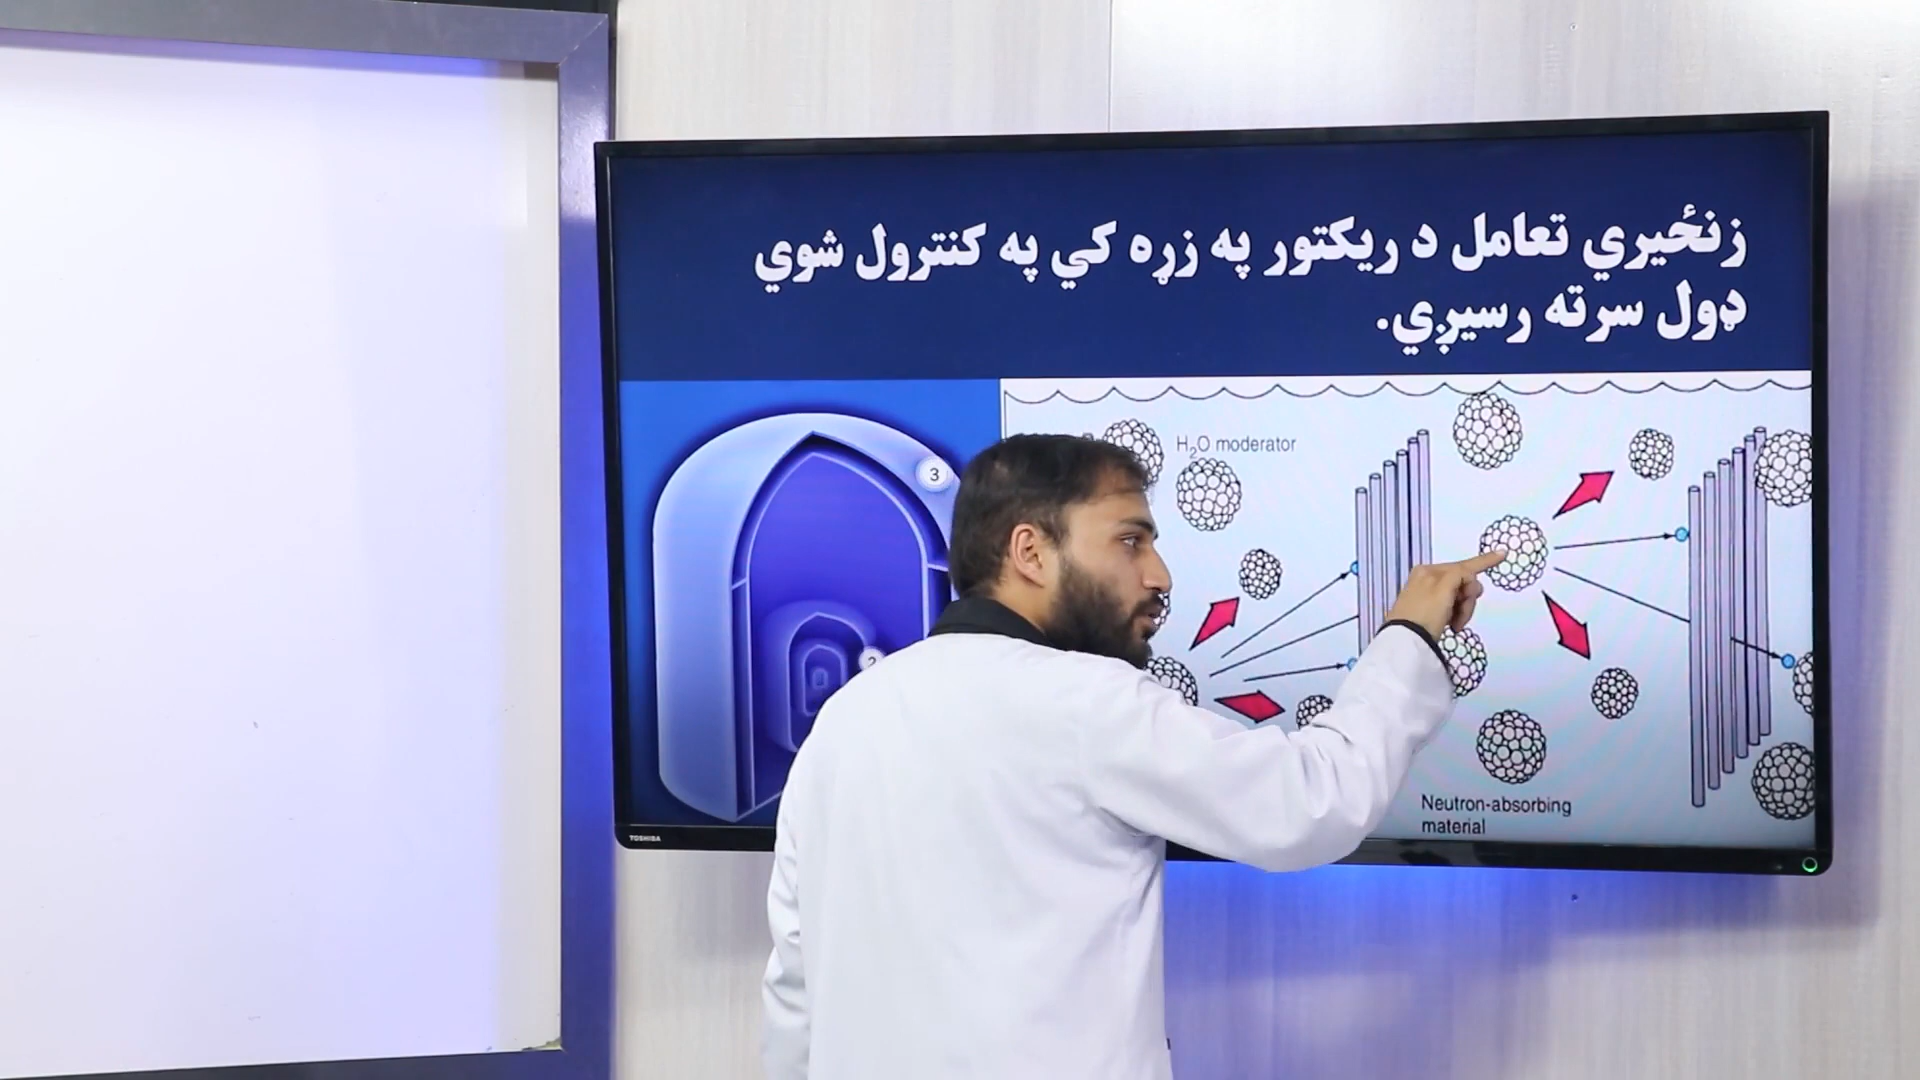 زنځيري تعامل د ريکتور په زړه کي په کنترول شوي
ډول سرته رسيږي.
3
H₂O moderator
2
Neutron-absorbing
material
TOSHIBA